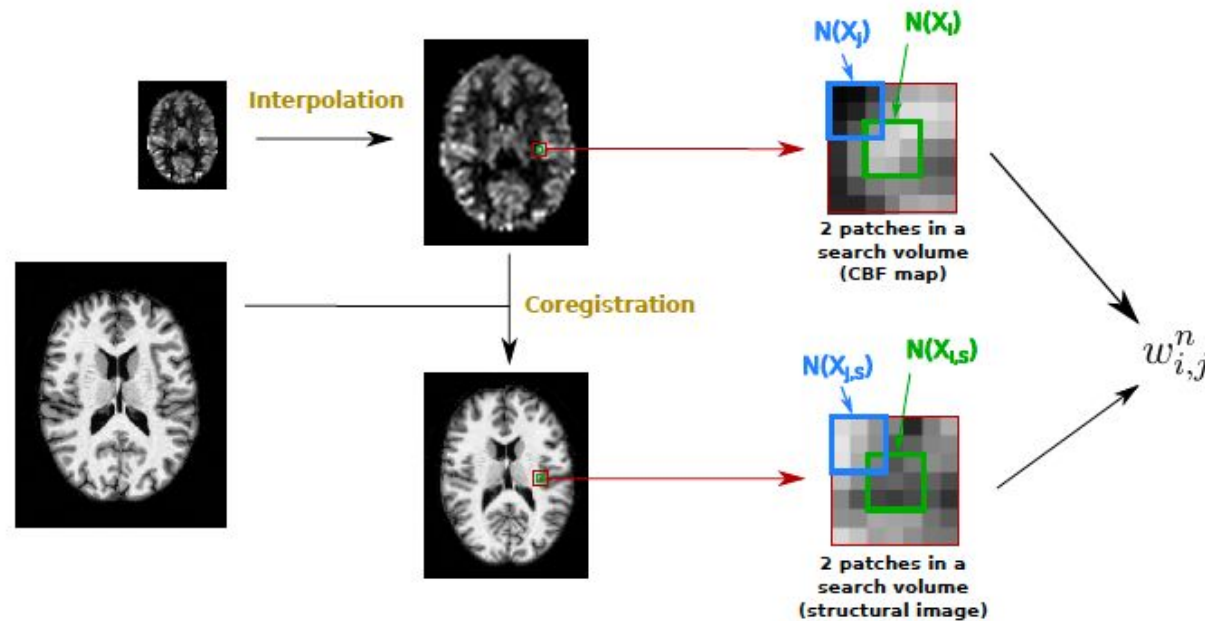 N(X_j) N(X_i)
Interpolation
2 patches in a
search volume
(CBF map)
Coregistration
N(X_{j,S}) N(X_{i,S})
w^n_{i,j}
2 patches in a
search volume
(structural image)